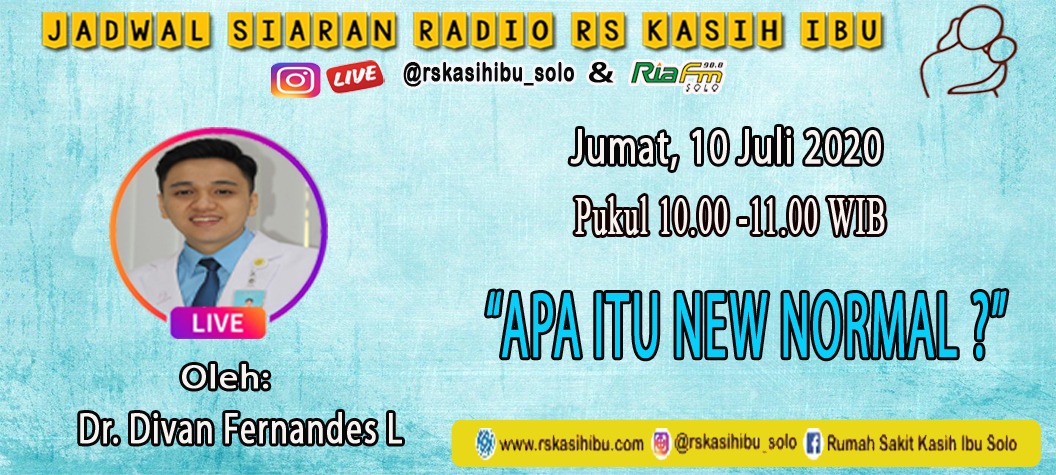 JADWAL SIARAN RADIO RS KASIH IBU
LIVE @rskasihibu_solo & Ria Fm 98.8 SOLO
Jumat, 10 Juli 2020
Pukul 10.00 -11.00 WIB
“APA ITU NEW NORMAL ?”
LIVE
Oleh:
Dr. Divan Fernandes L
www.rskasihibu.com @rskasihibu_solo Rumah Sakit Kasih Ibu Solo